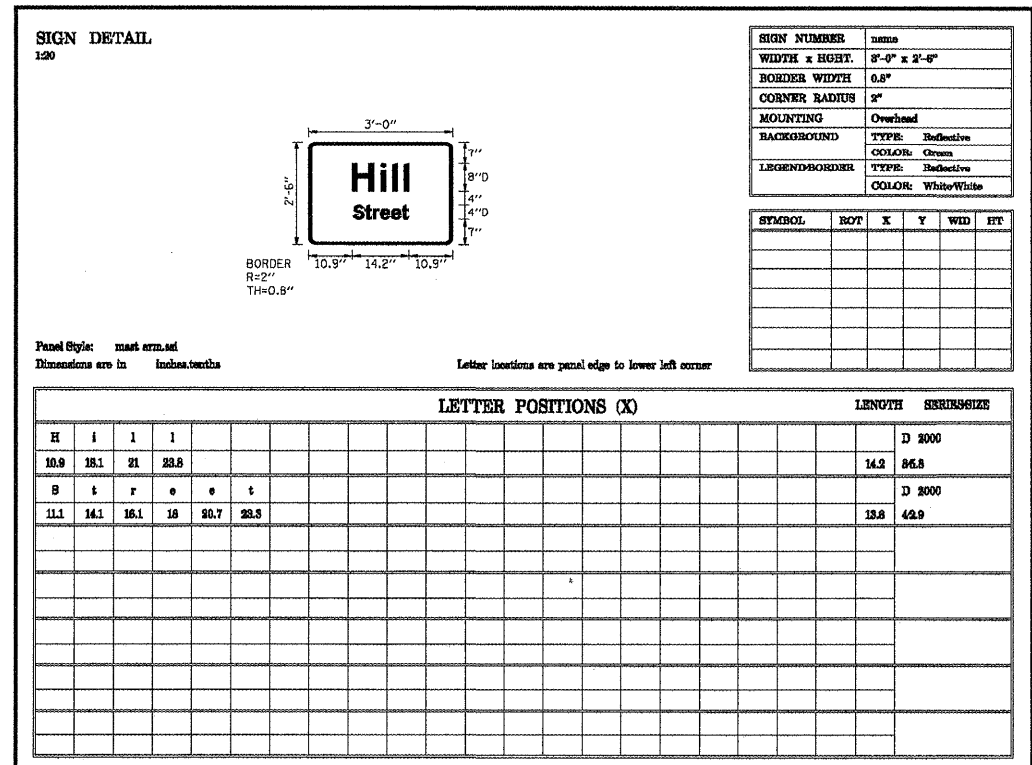 SIGN DETAIL
1:20
SIGN NUMBER name
WIDTH x HGHT. 3'-0" x 2'-6"
BORDER WIDTH 0.8"
CORNER RADIUS 2"
MOUNTING Overhead
BACKGROUND TYPE: Reflective
COLOR: Green
LEGEND/BORDER TYPE: Reflective
COLOR: White/White
3'-0"
2'-6"
Hill
Street
7"
8"D
4"
4"D
7"
10.9" 14.2" 10.9"
BORDER
R=2"
TH=0.8"
SYMBOL ROT X Y WID HT
Panel Style: mast arm.ssi
Dimensions are in inches.tenths
Letter locations are panel edge to lower left corner
LETTER POSITIONS (X) LENGTH SERIES/SIZE
H i l l D 2000
10.9 18.1 21 23.8 14.2 8/5.8
S t r e e t D 2000
11.1 14.1 16.1 18 20.7 23.3 13.8 4/2.9